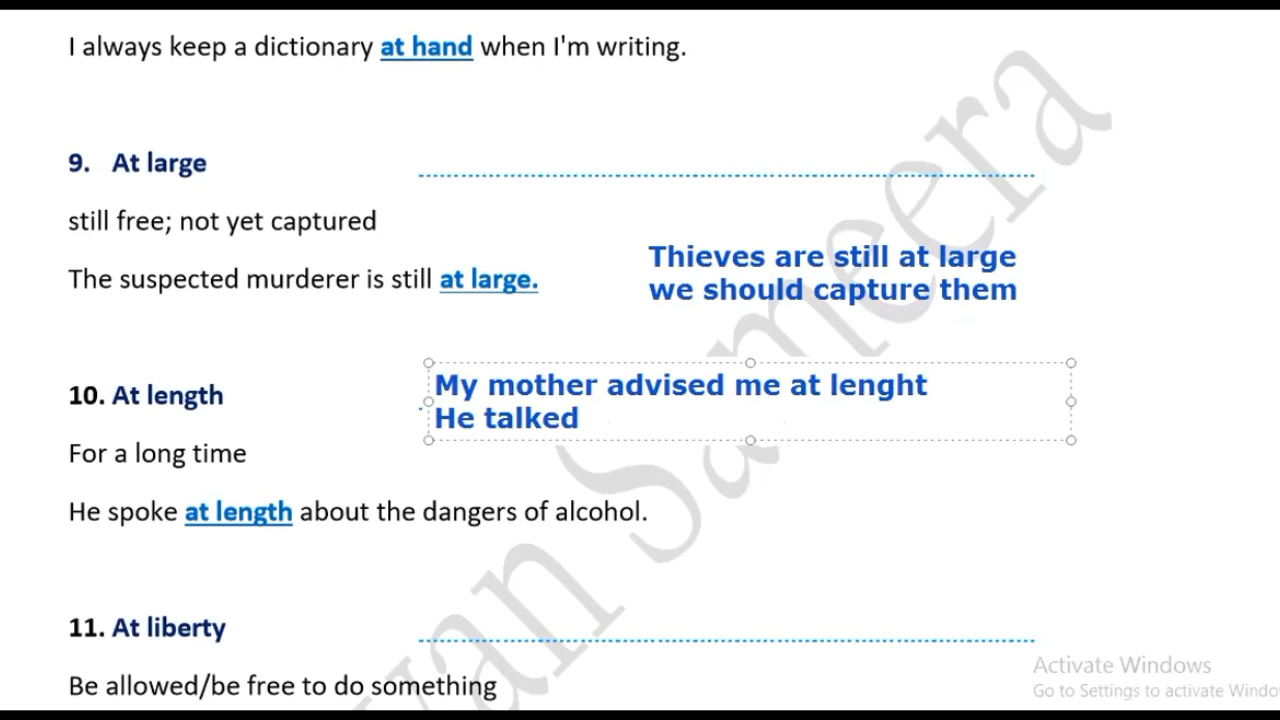 I always keep a dictionary at hand when I'm writing.
9. At large
still free; not yet captured
Thieves are still at large
The suspected murderer is still at large.
we should capture them
My mother advised me at lenght
10. At length
He talked
For a long time
He spoke at length about the dangers of alcohol.
11. At liberty
Activate Windows
Be allowed/be free to do something
Go to Settings to activate Windo
van Sameera